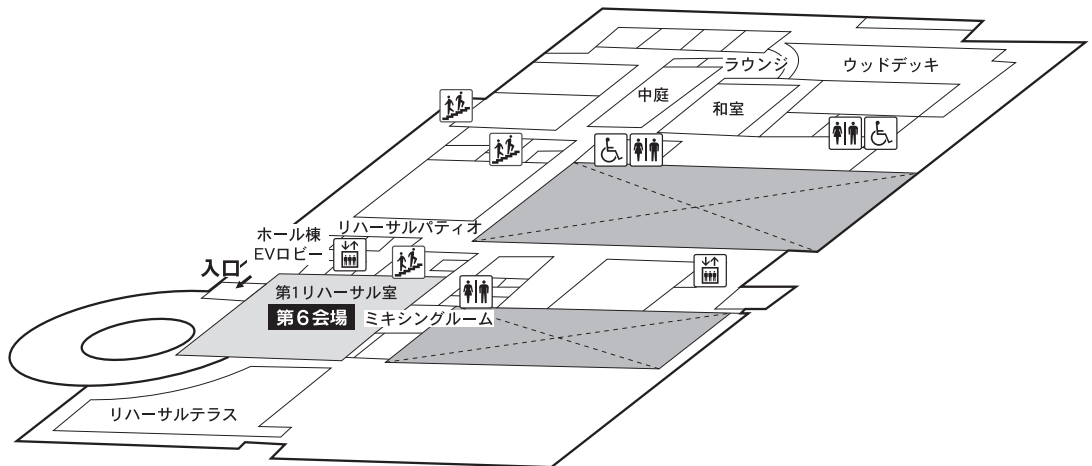 ラウンジ
ウッドデッキ
中庭
和室
リハーサルパティオ
ホール棟
EVロビー
入口
第1リハーサル室
第6会場
ミキシングルーム
リハーサルテラス